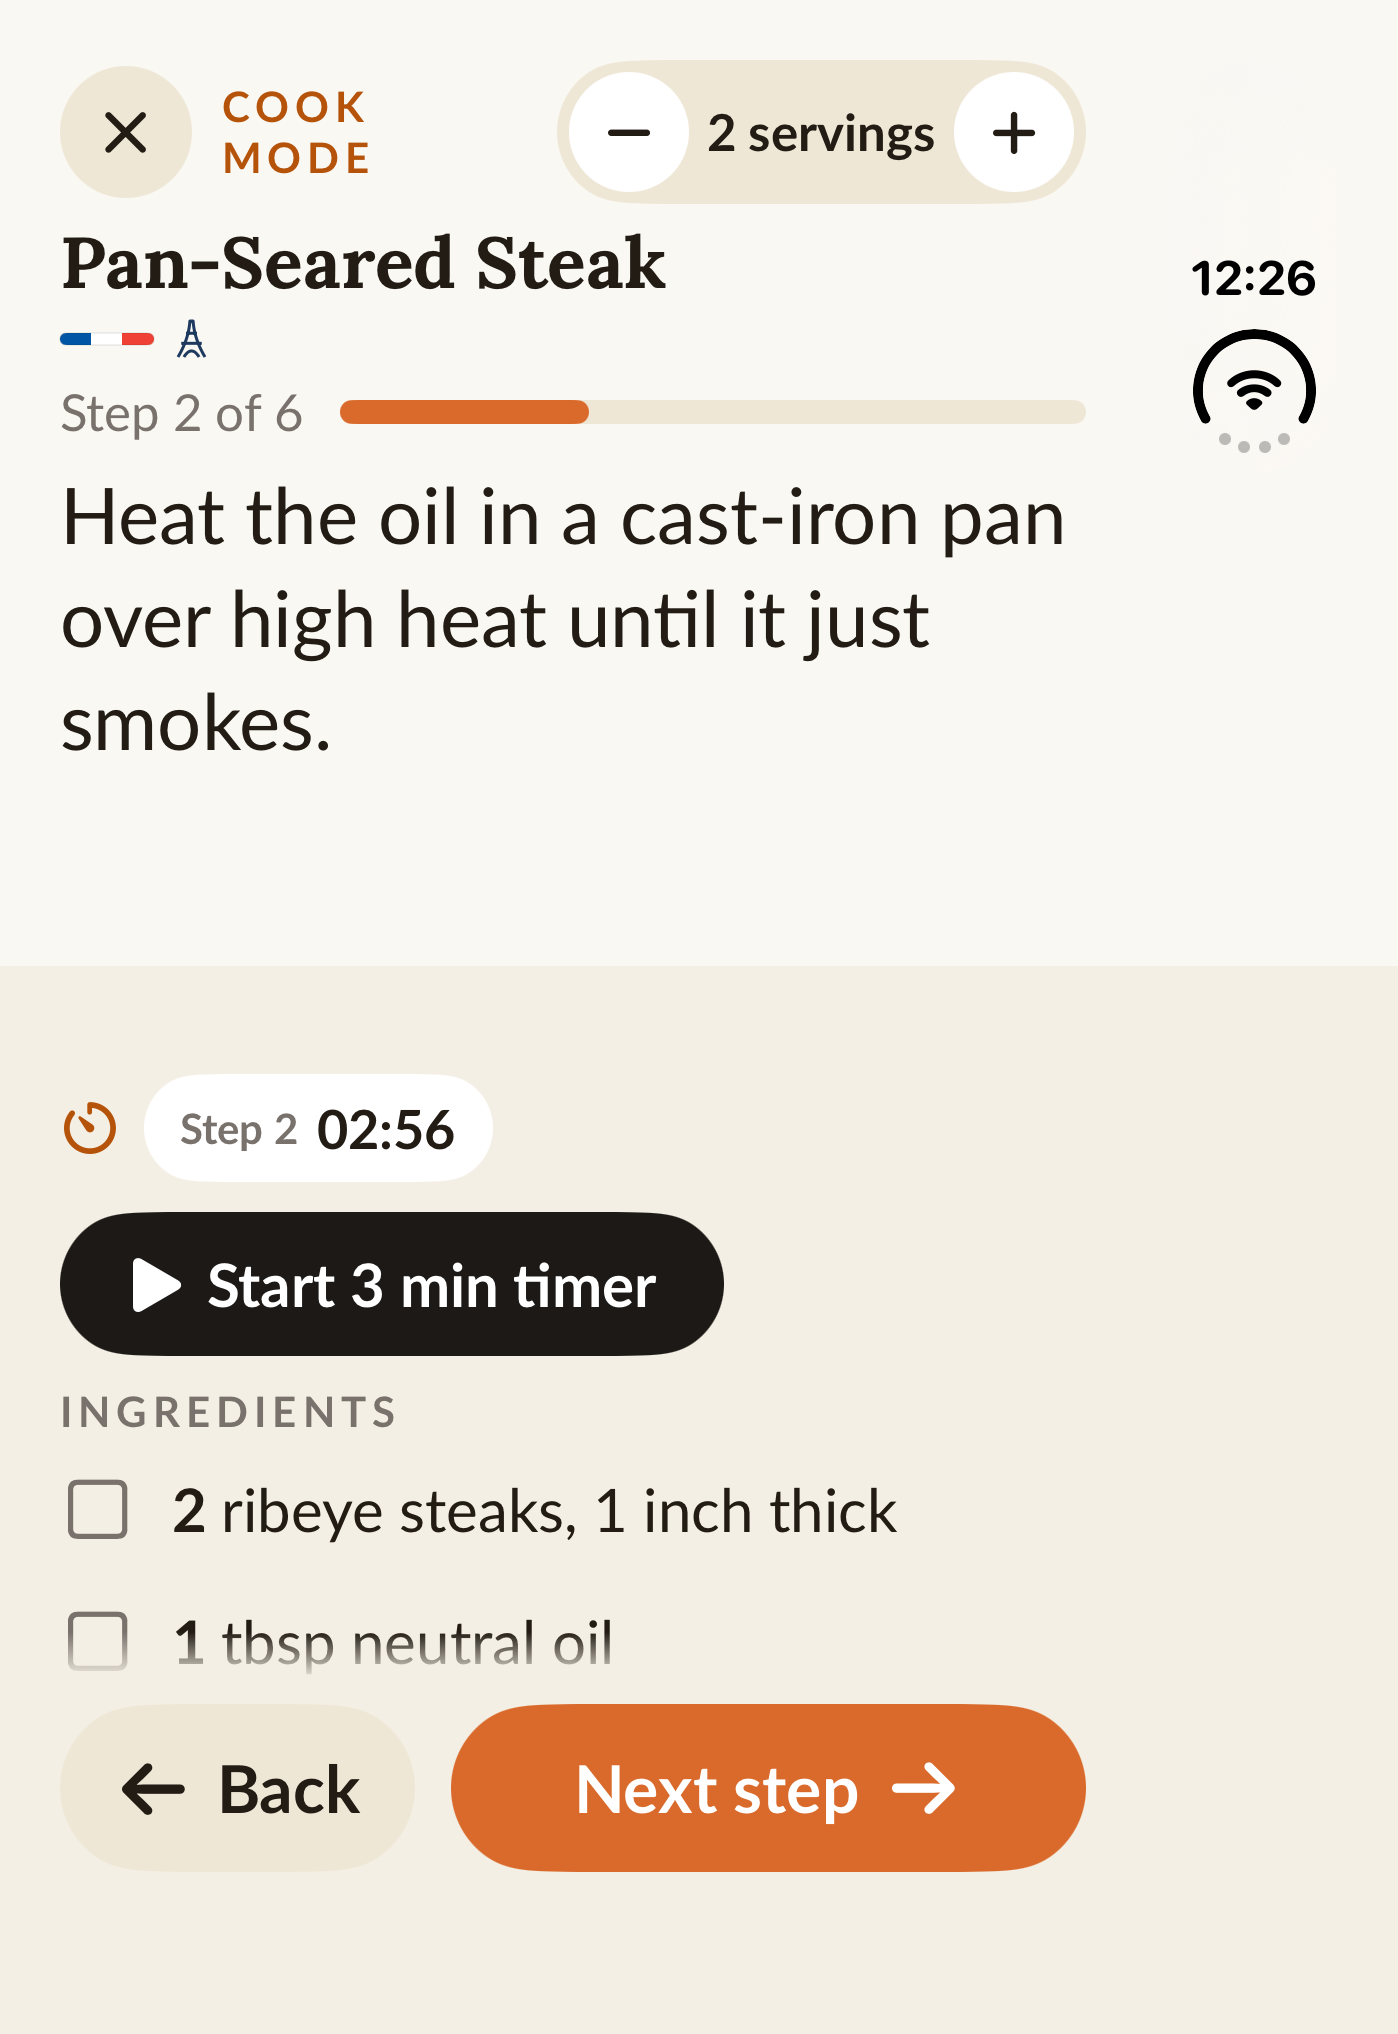 COOK
MODE
2 servings
Pan-Seared Steak
12:26
Step 2 of 6
Heat the oil in a cast-iron pan
over high heat until it just
smokes.
Step 2 02:56
Start 3 min timer
INGREDIENTS
2 ribeye steaks, 1 inch thick
1 tbsp neutral oil
Back
Next step